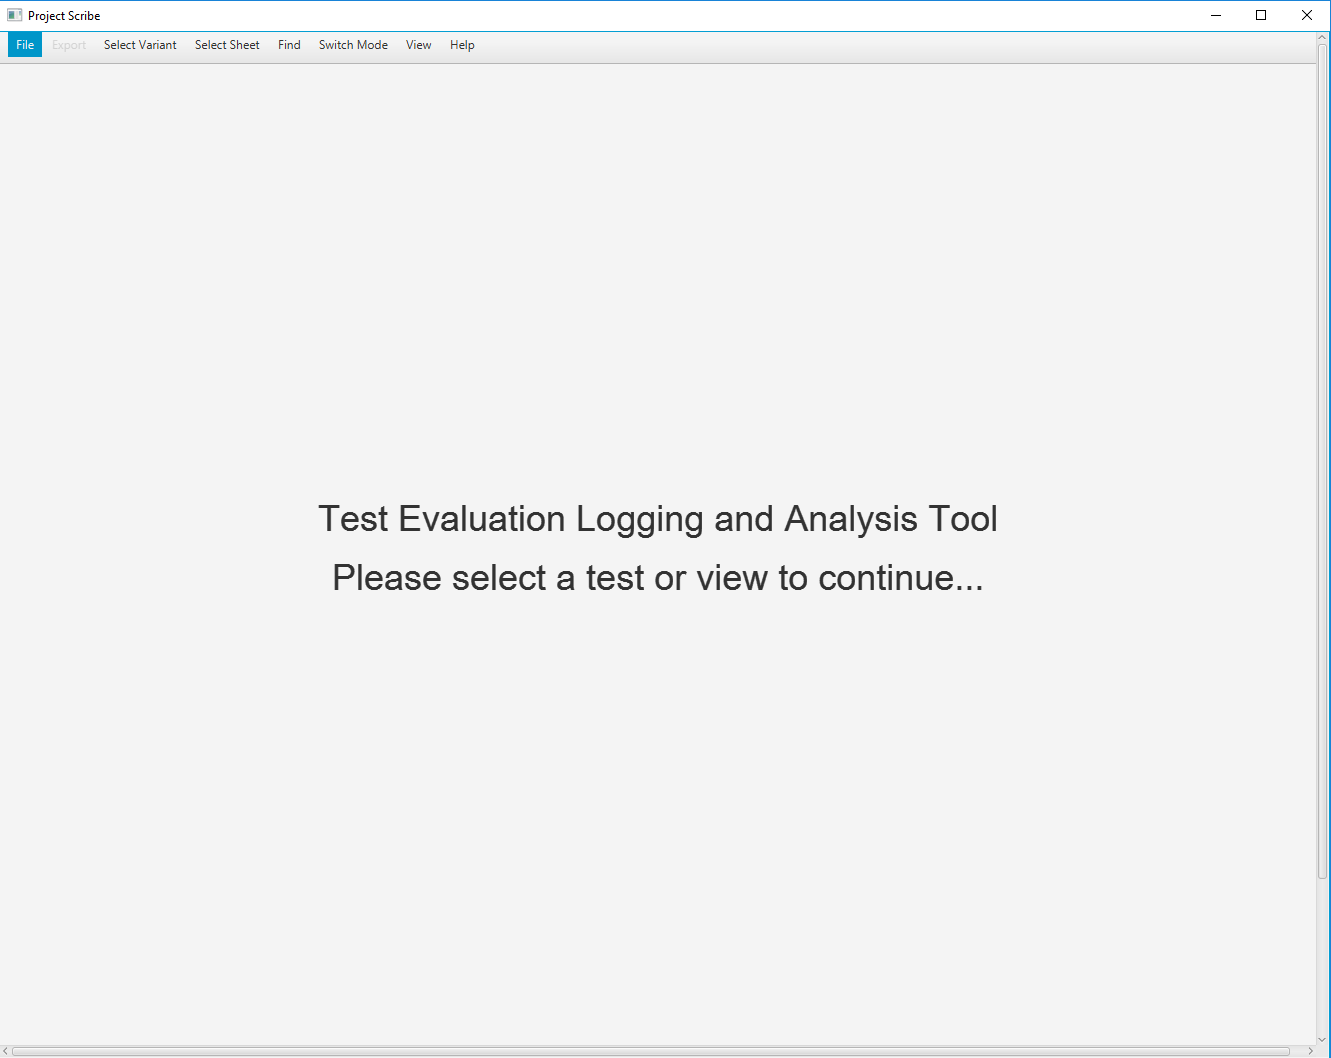 Project Scribe
File Export Select Variant Select Sheet Find Switch Mode View Help
Test Evaluation Logging and Analysis Tool
Please select a test or view to continue...